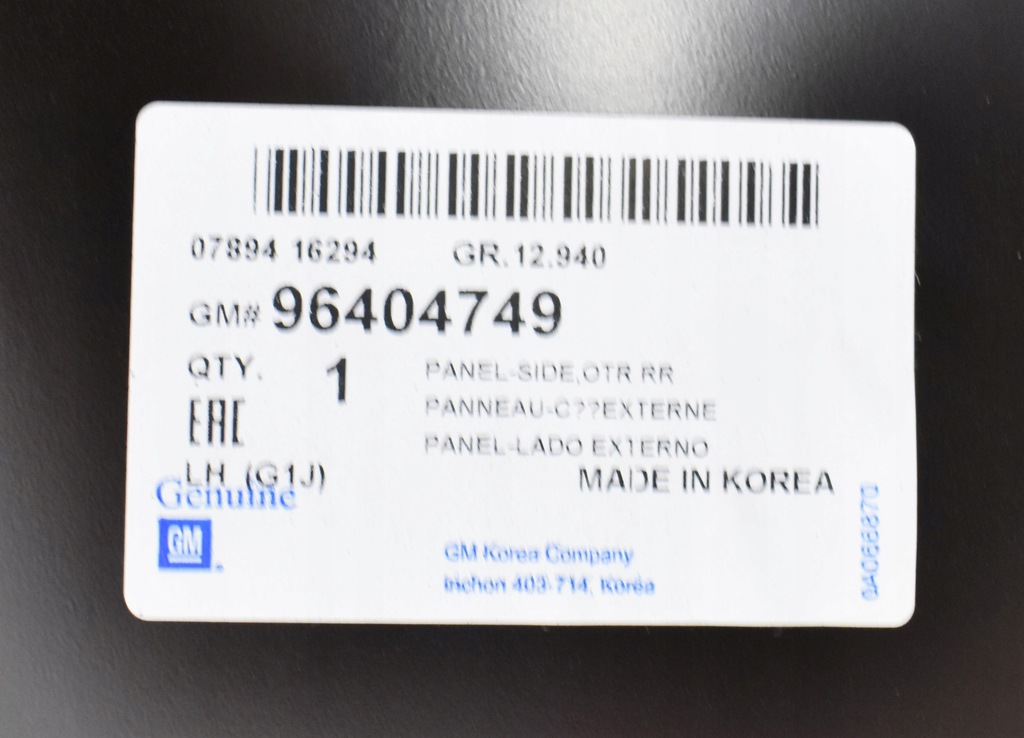 07894 16294 GR.12.940
GM# 96404749
QTY. 1 PANEL-SIDE,OTR RR
EAC PANNEAU-C??EXTERNE
PANEL-LADO EXTERNO
LH (G1J) MADE IN KOREA
Genuine
GM
GM Korea Company
Inchon 403-714, Korea
0A066870